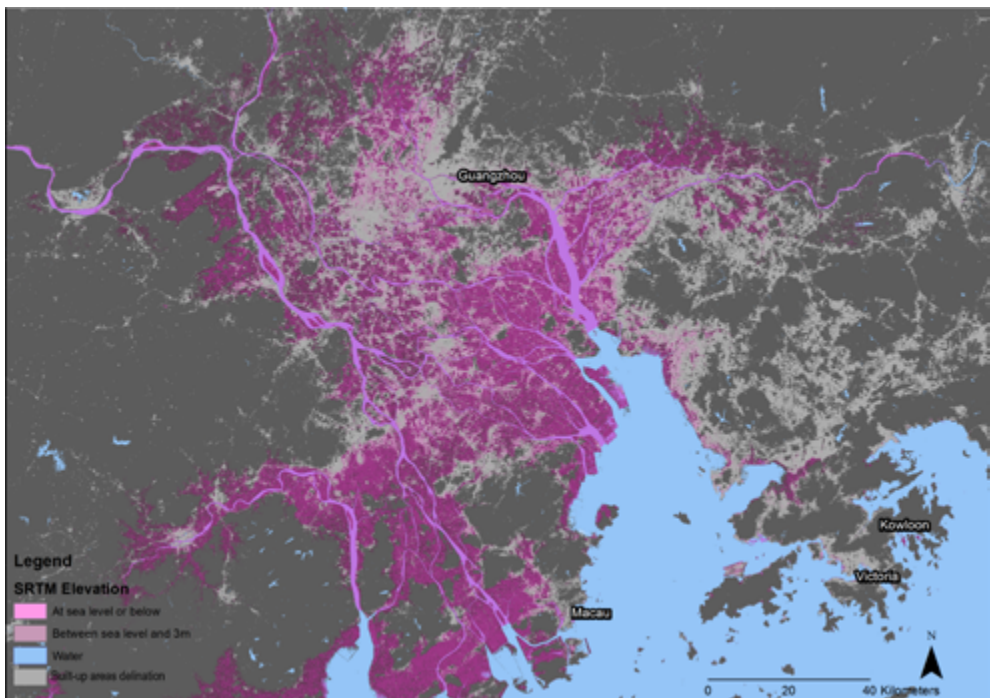 Guangzhou
Kowloon
Victoria
Macau
Legend
SRTM Elevation
At sea level or below
Between sea level and 3m
Water
Built-up areas delination
N
0 20 40 Kilometers